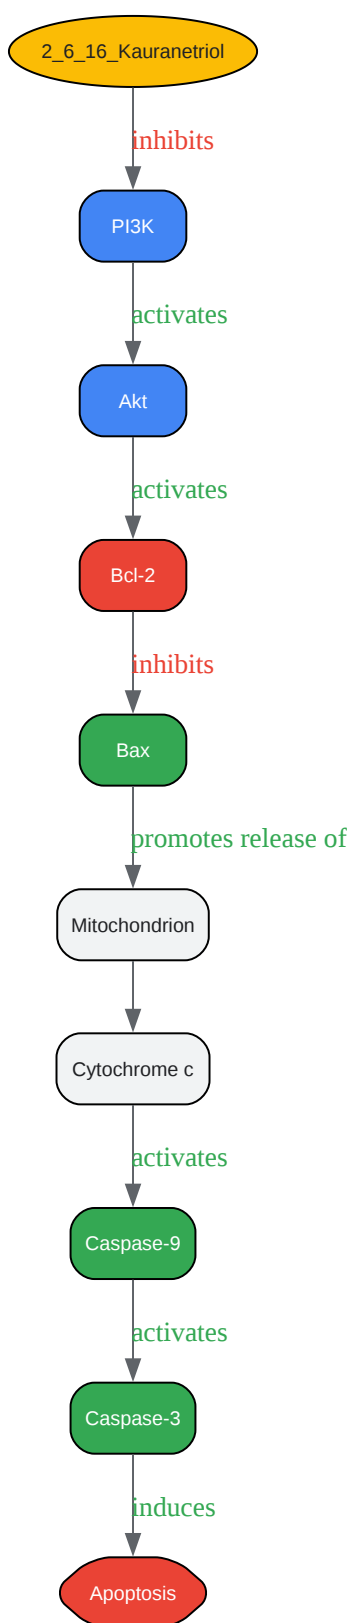 2_6_16_Kauranetriol
inhibits
PI3K
activates
Akt
activates
Bcl-2
inhibits
Bax
promotes release of
Mitochondrion
Cytochrome c
activates
Caspase-9
activates
Caspase-3
induces
Apoptosis